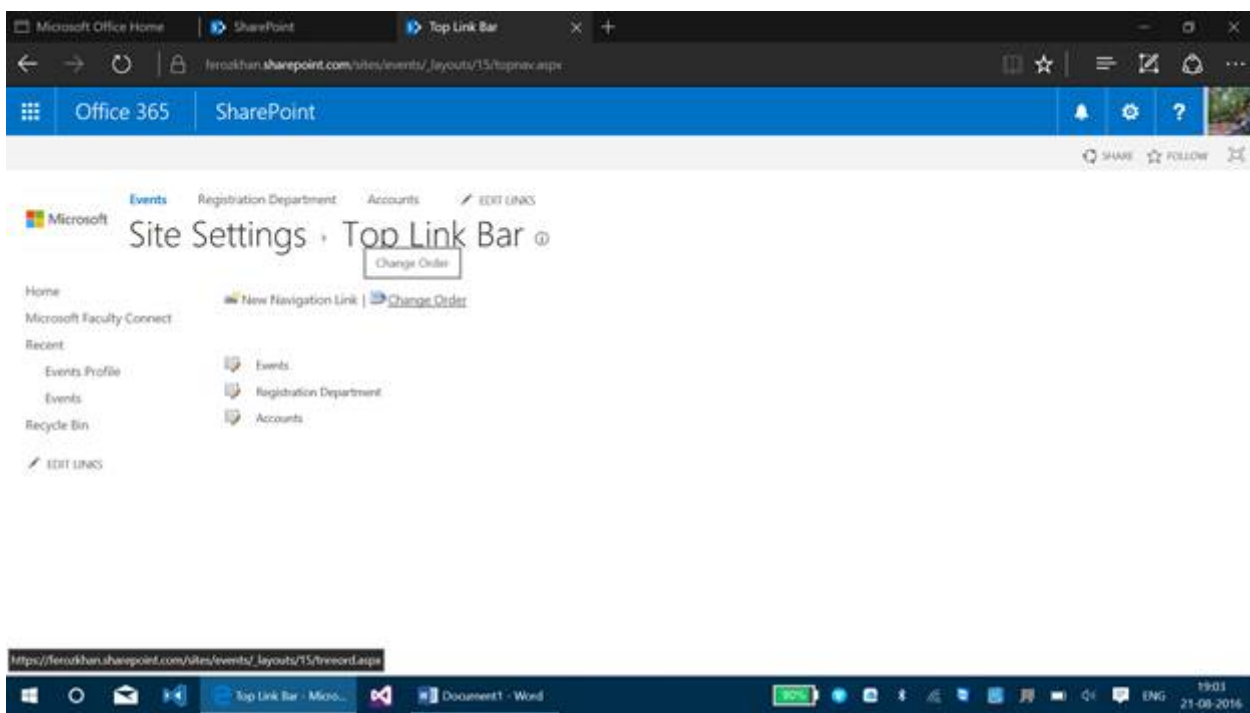 Microsoft Office Home
SharePoint
Top Link Bar
ferozkhan.sharepoint.com/sites/events/_layouts/15/topnav.aspx
Office 365
SharePoint
?
SHARE
FOLLOW
Microsoft
Events
Registration Department
Accounts
EDIT LINKS
Site Settings › Top Link Bar
Change Order
New Navigation Link | Change Order
Home
Microsoft Faculty Connect
Recent
Events Profile
Events
Recycle Bin
EDIT LINKS
Events
Registration Department
Accounts
https://ferozkhan.sharepoint.com/sites/events/_layouts/15/tnreord.aspx
Top Link Bar - Micro...
Document1 - Word
90%
ENG
19:03
21-08-2016